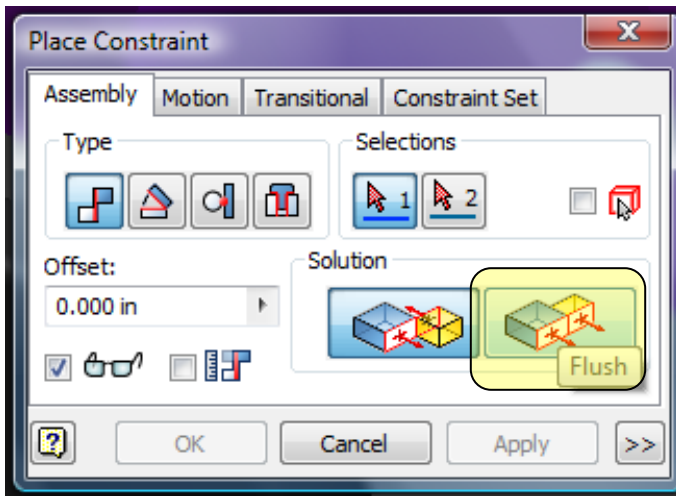 Place Constraint
X
Assembly Motion Transitional Constraint Set
Type
Selections
1 2
Offset:
Solution
0.000 in
Flush
? OK Cancel Apply >>